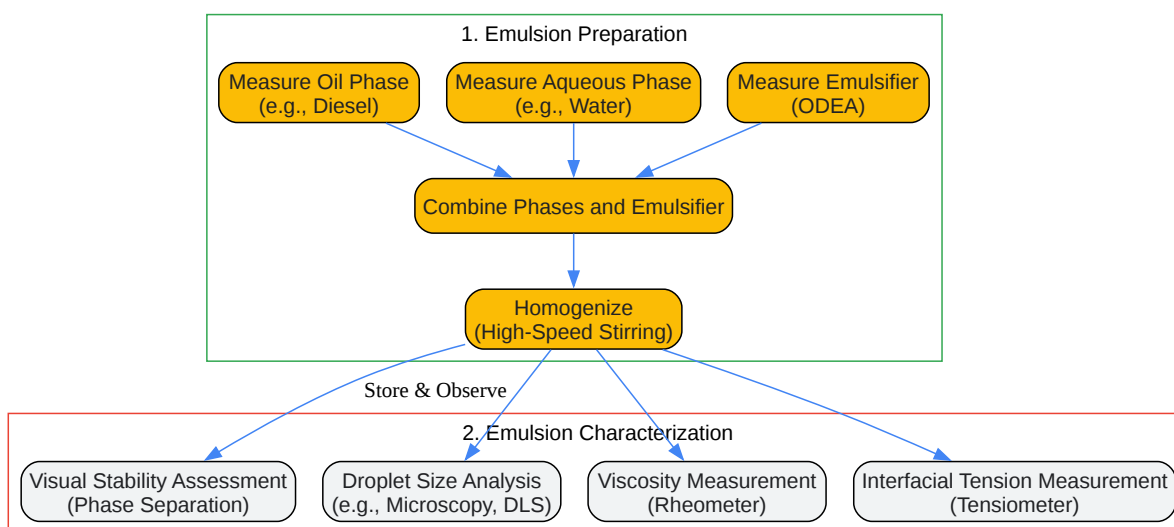 1. Emulsion Preparation
Measure Oil Phase
(e.g., Diesel)
Measure Aqueous Phase
(e.g., Water)
Measure Emulsifier
(ODEA)
Combine Phases and Emulsifier
Homogenize
(High-Speed Stirring)
Store & Observe
2. Emulsion Characterization
Visual Stability Assessment
(Phase Separation)
Droplet Size Analysis
(e.g., Microscopy, DLS)
Viscosity Measurement
(Rheometer)
Interfacial Tension Measurement
(Tensiometer)